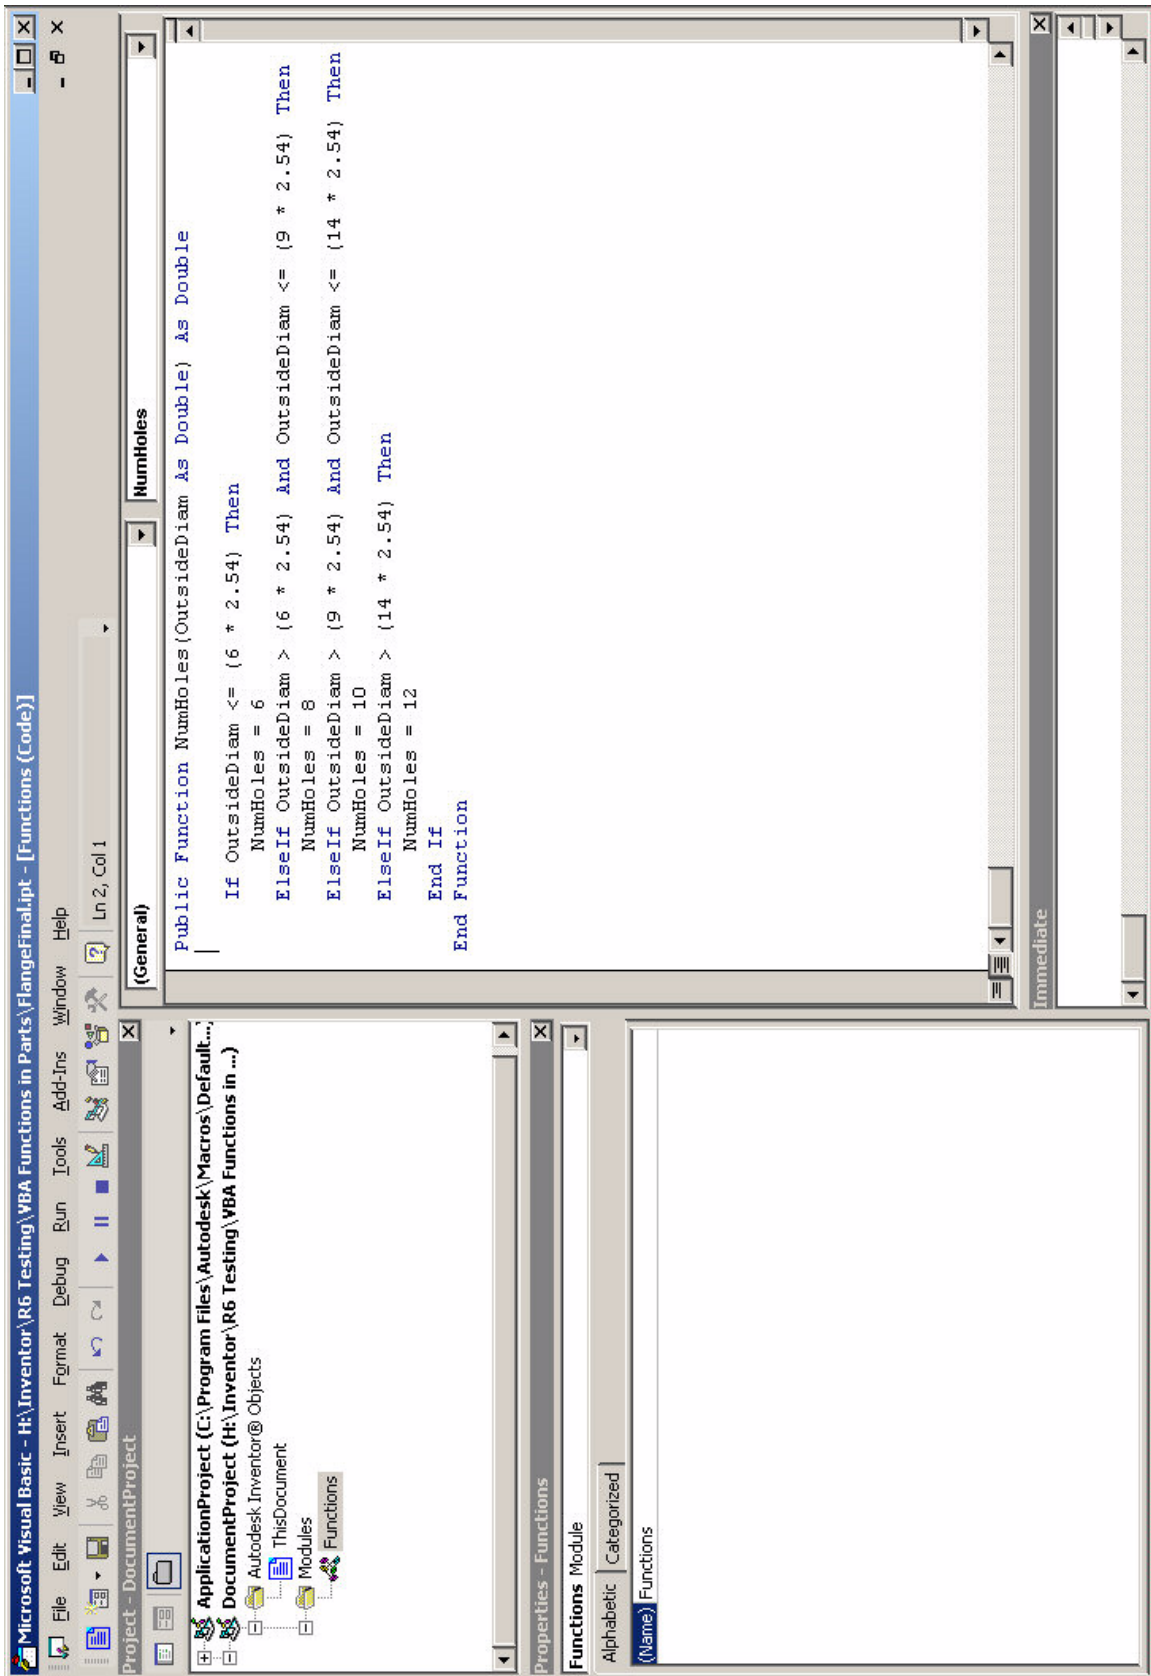 Microsoft Visual Basic - H:\Inventor\R6 Testing\VBA Functions in Parts\FlangeFinal.ipt - [Functions (Code)]
File Edit View Insert Format Debug Run Tools Add-Ins Window Help
Ln 2, Col 1
Project - DocumentProject
ApplicationProject (C:\Program Files\Autodesk\Macros\Default...
DocumentProject (H:\Inventor\R6 Testing\VBA Functions in ...)
Autodesk Inventor® Objects
ThisDocument
Modules
Functions
Properties - Functions
Functions Module
Alphabetic Categorized
(Name) Functions
(General) NumHoles
Public Function NumHoles(OutsideDiam As Double) As Double
If OutsideDiam <= (6 * 2.54) Then
NumHoles = 6
ElseIf OutsideDiam > (6 * 2.54) And OutsideDiam <= (9 * 2.54) Then
NumHoles = 8
ElseIf OutsideDiam > (9 * 2.54) And OutsideDiam <= (14 * 2.54) Then
NumHoles = 10
ElseIf OutsideDiam > (14 * 2.54) Then
NumHoles = 12
End If
End Function
Immediate